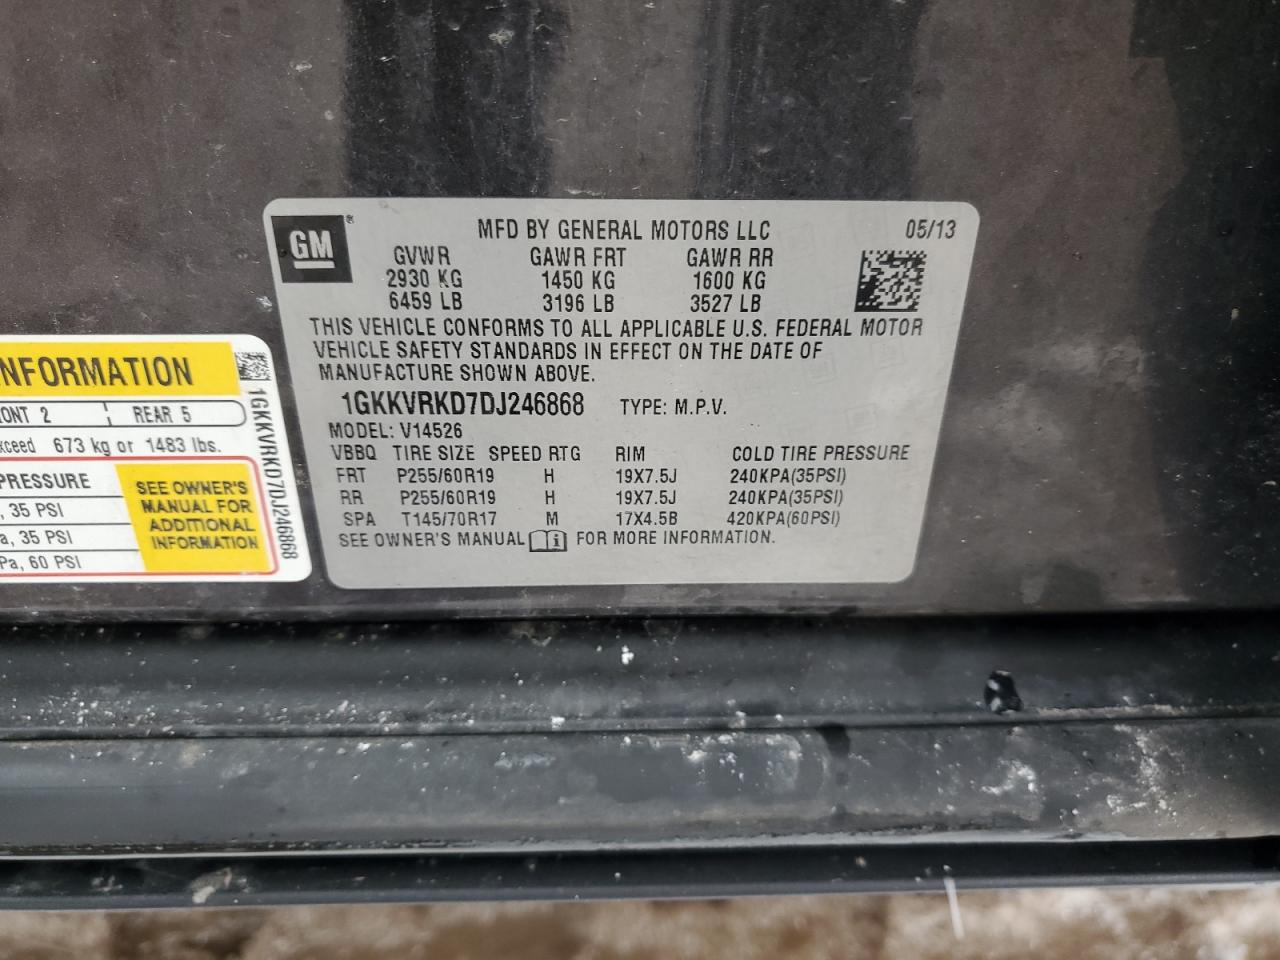 GM
MFD BY GENERAL MOTORS LLC 05/13
GVWR GAWR FRT GAWR RR
2930 KG 1450 KG 1600 KG
6459 LB 3196 LB 3527 LB
THIS VEHICLE CONFORMS TO ALL APPLICABLE U.S. FEDERAL MOTOR
VEHICLE SAFETY STANDARDS IN EFFECT ON THE DATE OF
MANUFACTURE SHOWN ABOVE.
1GKKVRKD7DJ246868 TYPE: M.P.V.
MODEL: V14526
VBBQ TIRE SIZE SPEED RTG RIM COLD TIRE PRESSURE
FRT P255/60R19 H 19X7.5J 240KPA(35PSI)
RR P255/60R19 H 19X7.5J 240KPA(35PSI)
SPA T145/70R17 M 17X4.5B 420KPA(60PSI)
SEE OWNER'S MANUAL FOR MORE INFORMATION.
NFORMATION
ONT 2 REAR 5
xceed 673 kg or 1483 lbs.
PRESSURE
, 35 PSI
a, 35 PSI
Pa, 60 PSI
SEE OWNER'S
MANUAL FOR
ADDITIONAL
INFORMATION
1GKKVRKD7DJ246868